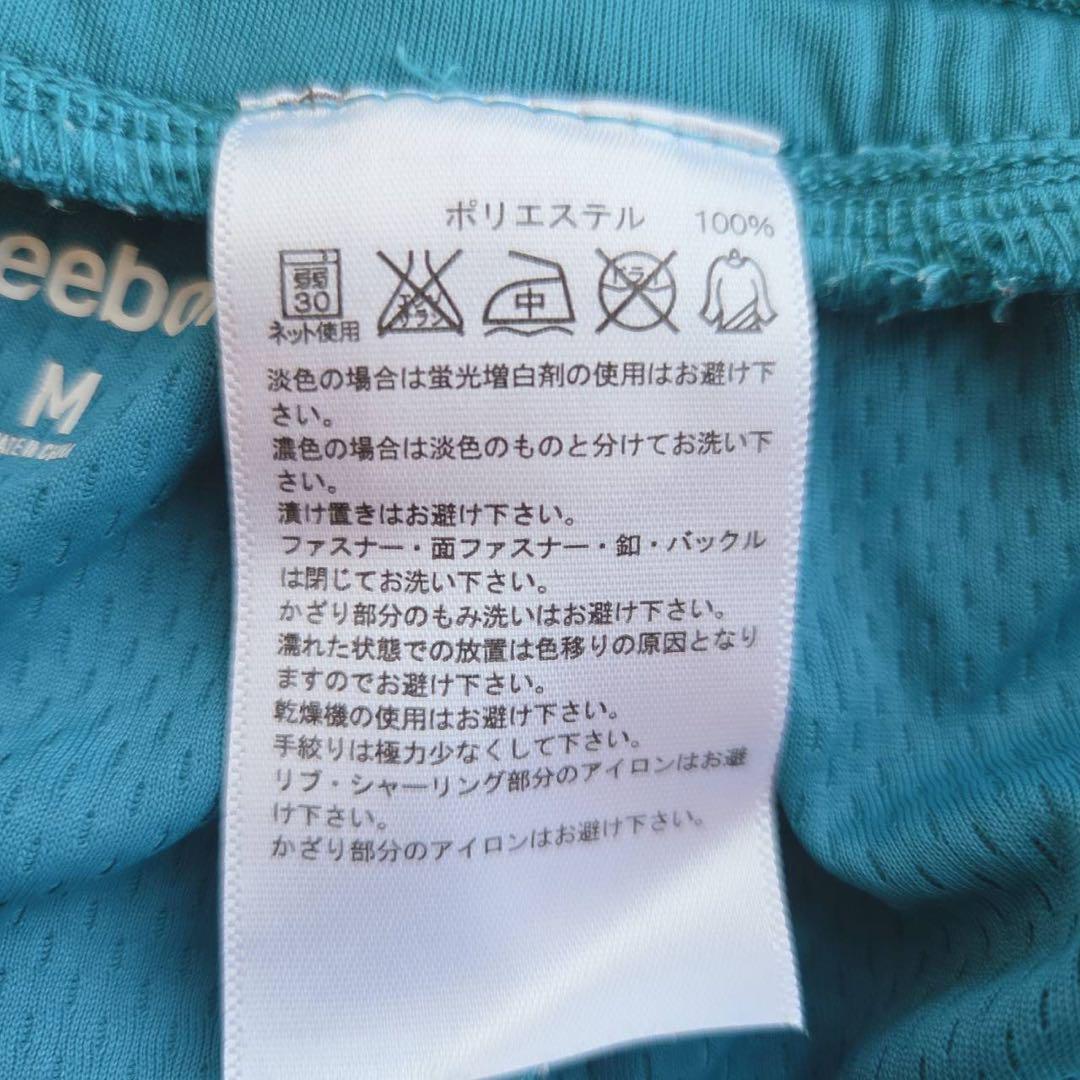 ポリエステル 100%
弱
30
ネット使用
エンソ
サラシ
中
ドライ
淡色の場合は蛍光増白剤の使用はお避け下
さい。
濃色の場合は淡色のものと分けてお洗い下
さい。
漬け置きはお避け下さい。
ファスナー・面ファスナー・釦・バックル
は閉じてお洗い下さい。
かざり部分のもみ洗いはお避け下さい。
濡れた状態での放置は色移りの原因となり
ますのでお避け下さい。
乾燥機の使用はお避け下さい。
手絞りは極力少なくして下さい。
リブ・シャーリング部分のアイロンはお避
け下さい。
かざり部分のアイロンはお避け下さい。
eebo
M